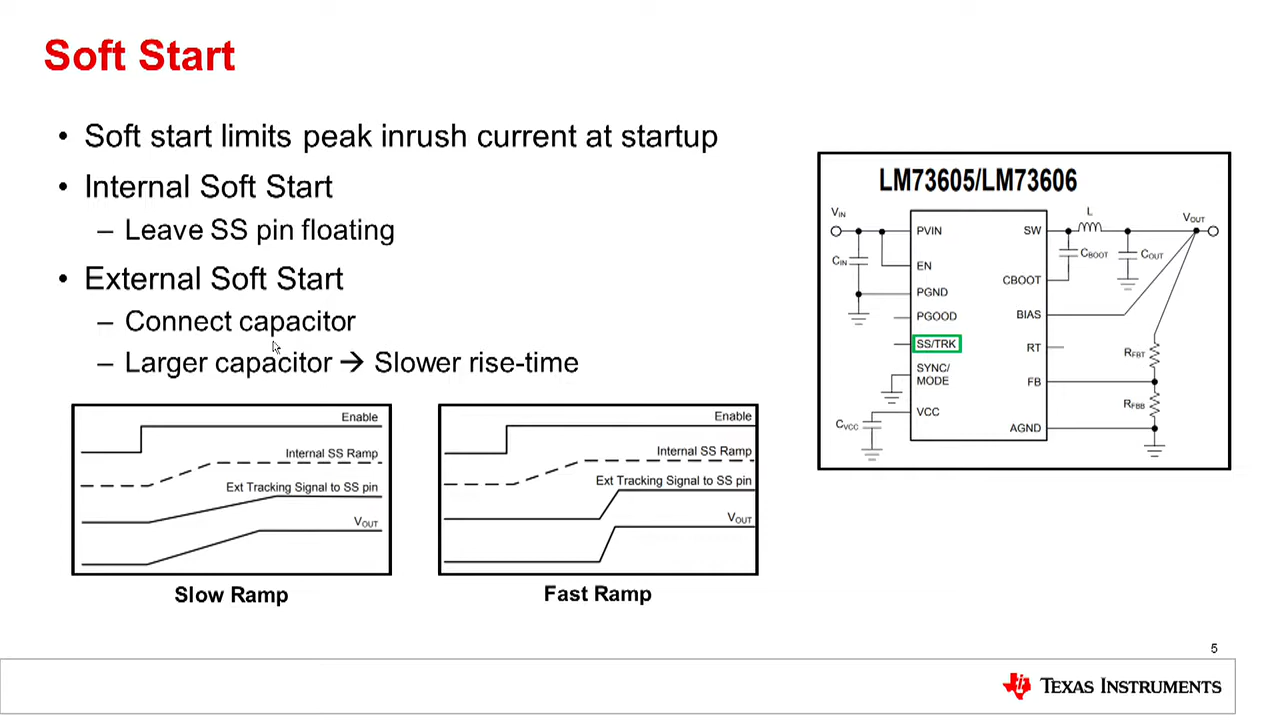 Soft Start
• Soft start limits peak inrush current at startup
• Internal Soft Start
– Leave SS pin floating
• External Soft Start
– Connect capacitor
– Larger capacitor → Slower rise-time
Enable
Internal SS Ramp
Ext Tracking Signal to SS pin
VOUT
Slow Ramp
Enable
Internal SS Ramp
Ext Tracking Signal to SS pin
VOUT
Fast Ramp
LM73605/LM73606
VIN
CIN
PVIN
EN
PGND
PGOOD
SS/TRK
SYNC/
MODE
VCC
CVCC
SW
CBOOT
BIAS
RT
FB
AGND
L
CBOOT
COUT
VOUT
RFBT
RFBB
5
TEXAS INSTRUMENTS